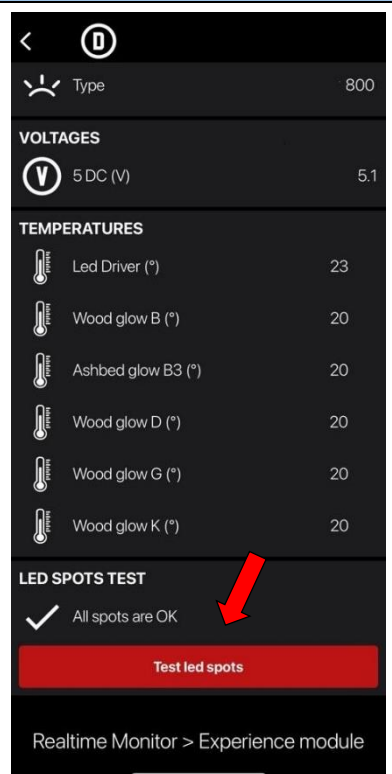 D
Type 800
VOLTAGES
V 5 DC (V) 5.1
TEMPERATURES
Led Driver (°) 23
Wood glow B (°) 20
Ashbed glow B3 (°) 20
Wood glow D (°) 20
Wood glow G (°) 20
Wood glow K (°) 20
LED SPOTS TEST
All spots are OK
Test led spots
Realtime Monitor > Experience module